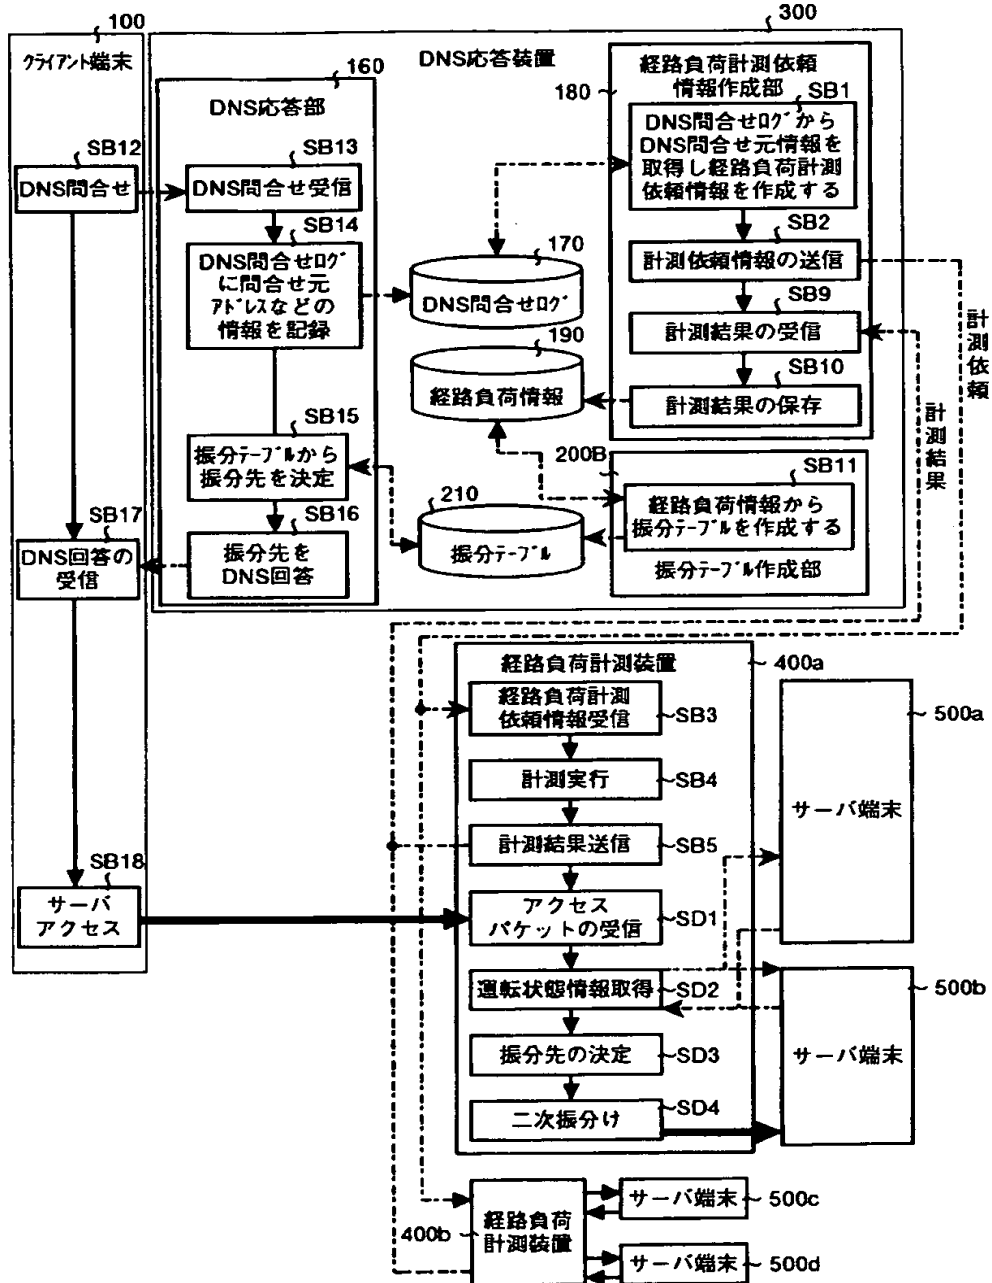 100
クライアント端末
300
DNS応答装置
160
DNS応答部
SB12
DNS問合せ
SB13
DNS問合せ受信
SB14
DNS問合せログ
に問合せ元
アドレスなどの
情報を記録
SB15
振分テーブルから
振分先を決定
SB16
振分先を
DNS回答
SB17
DNS回答の
受信
SB18
サーバ
アクセス
170
DNS問合せログ
190
経路負荷情報
210
振分テーブル
180
経路負荷計測依頼
情報作成部
SB1
DNS問合せログから
DNS問合せ元情報を
取得し経路負荷計測
依頼情報を作成する
SB2
計測依頼情報の送信
SB9
計測結果の受信
SB10
計測結果の保存
200B
SB11
経路負荷情報から
振分テーブルを作成する
振分テーブル作成部
計測結果
計測依頼
経路負荷計測装置
400a
経路負荷計測
依頼情報受信
SB3
計測実行
SB4
計測結果送信
SB5
アクセス
パケットの受信
SD1
運転状態情報取得
SD2
振分先の決定
SD3
二次振分け
SD4
500a
サーバ端末
500b
サーバ端末
400b
経路負荷
計測装置
サーバ端末
500c
サーバ端末
500d